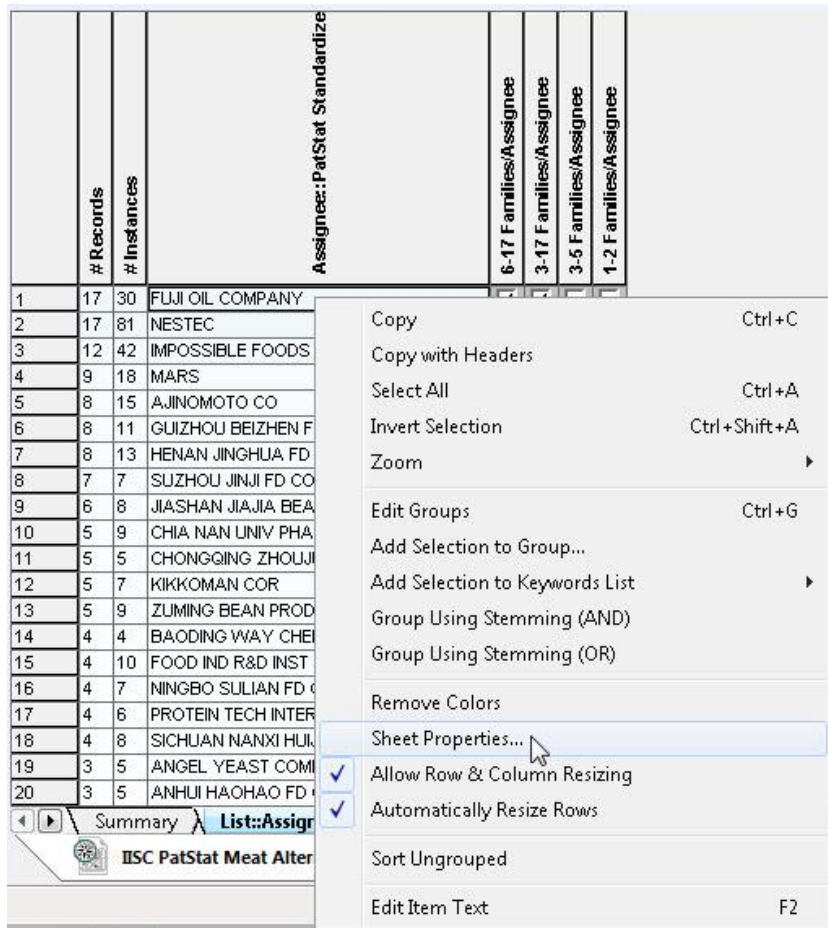 # Records
# Instances
Assignee::PatStat Standardize
6-17 Families/Assignee
3-17 Families/Assignee
3-5 Families/Assignee
1-2 Families/Assignee
1 17 30 FUJI OIL COMPANY
2 17 81 NESTEC
3 12 42 IMPOSSIBLE FOODS
4 9 18 MARS
5 8 15 AJINOMOTO CO
6 8 11 GUIZHOU BEIZHEN F
7 8 13 HENAN JINGHUA FD
8 7 7 SUZHOU JINJI FD CO
9 6 8 JIASHAN JIAJIA BEA
10 5 9 CHIA NAN UNIV PHA
11 5 5 CHONGQING ZHOUJI
12 5 7 KIKKOMAN COR
13 5 9 ZUMING BEAN PROD
14 4 4 BAODING WAY CHE
15 4 10 FOOD IND R&D INST
16 4 7 NINGBO SULIAN FD
17 4 6 PROTEIN TECH INTER
18 4 8 SICHUAN NANXI HUI
19 3 5 ANGEL YEAST COM
20 3 5 ANHUI HAOHAO FD
Summary List::Assigr
IISC PatStat Meat Alter
Copy Ctrl+C
Copy with Headers
Select All Ctrl+A
Invert Selection Ctrl+Shift+A
Zoom
Edit Groups Ctrl+G
Add Selection to Group...
Add Selection to Keywords List
Group Using Stemming (AND)
Group Using Stemming (OR)
Remove Colors
Sheet Properties...
Allow Row & Column Resizing
Automatically Resize Rows
Sort Ungrouped
Edit Item Text F2